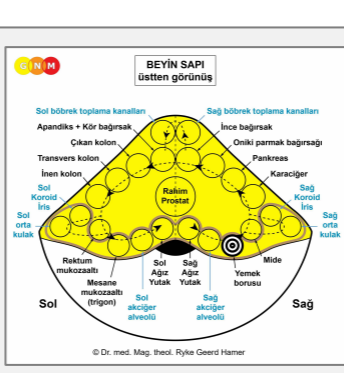 GNM
BEYİN SAPI
üstten görünüş
Sol böbrek toplama kanalları
Sağ böbrek toplama kanalları
Apandiks + Kör bağırsak
İnce bağırsak
Çıkan kolon
Oniki parmak bağırsağı
Transvers kolon
Pankreas
İnen kolon
Karaciğer
Sol
Koroid
İris
Rahim
Prostat
Sağ
Koroid
İris
Sol
orta
kulak
Sağ
orta
kulak
Rektum
mukozaaltı
Mesane
mukozaaltı
(trigon)
Sol
akciğer
alveolü
Sol
Ağız
Yutak
Sağ
Ağız
Yutak
Sağ
akciğer
alveolü
Yemek
borusu
Mide
Sol
Sağ
© Dr. med. Mag. theol. Ryke Geerd Hamer